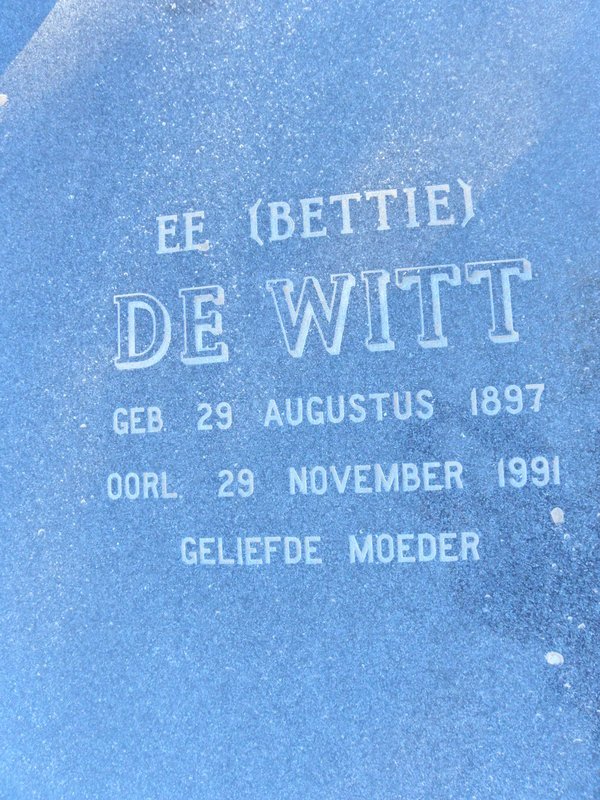 EE (BETTIE)
DE WITT
GEB. 29 AUGUSTUS 1897
OORL. 29 NOVEMBER 1991
GELIEFDE MOEDER